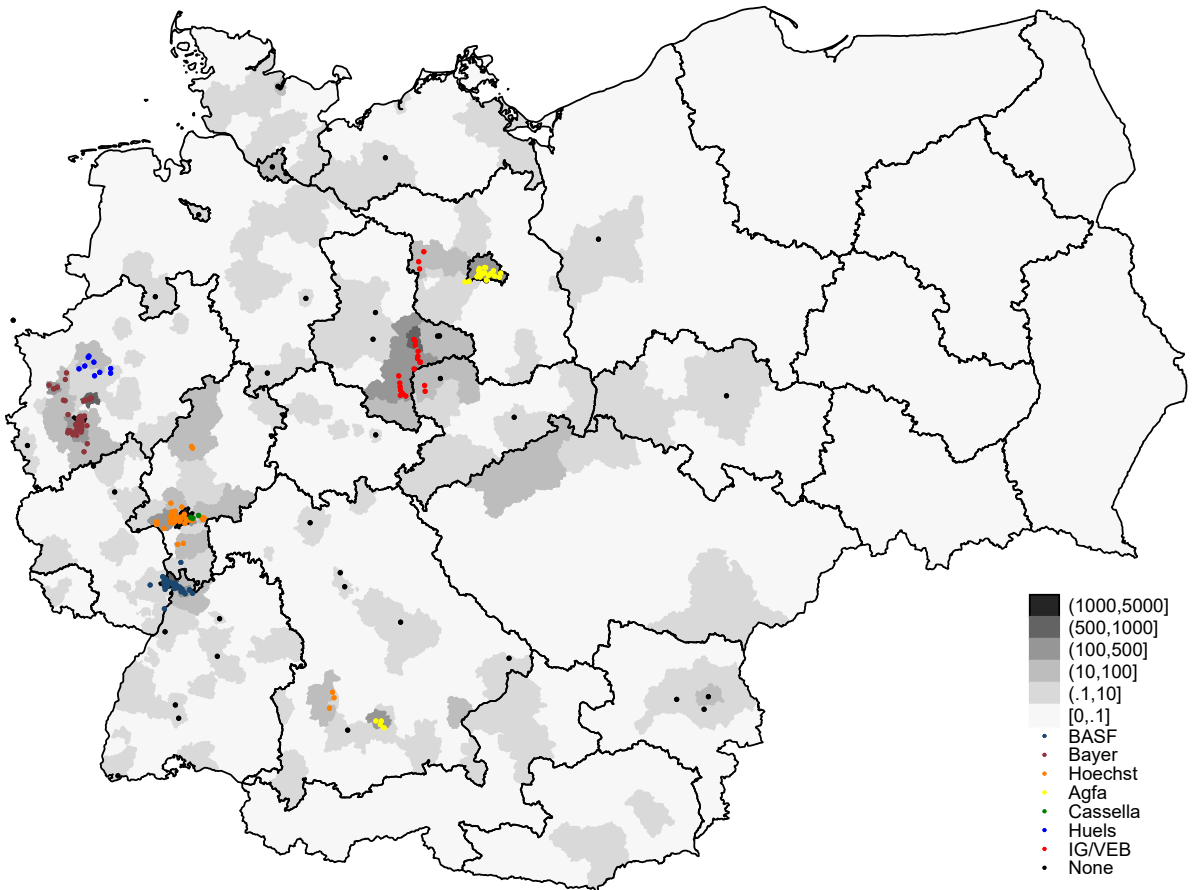 (1000,5000]
(500,1000]
(100,500]
(10,100]
(.1,10]
[0,.1]
BASF
Bayer
Hoechst
Agfa
Cassella
Huels
IG/VEB
None